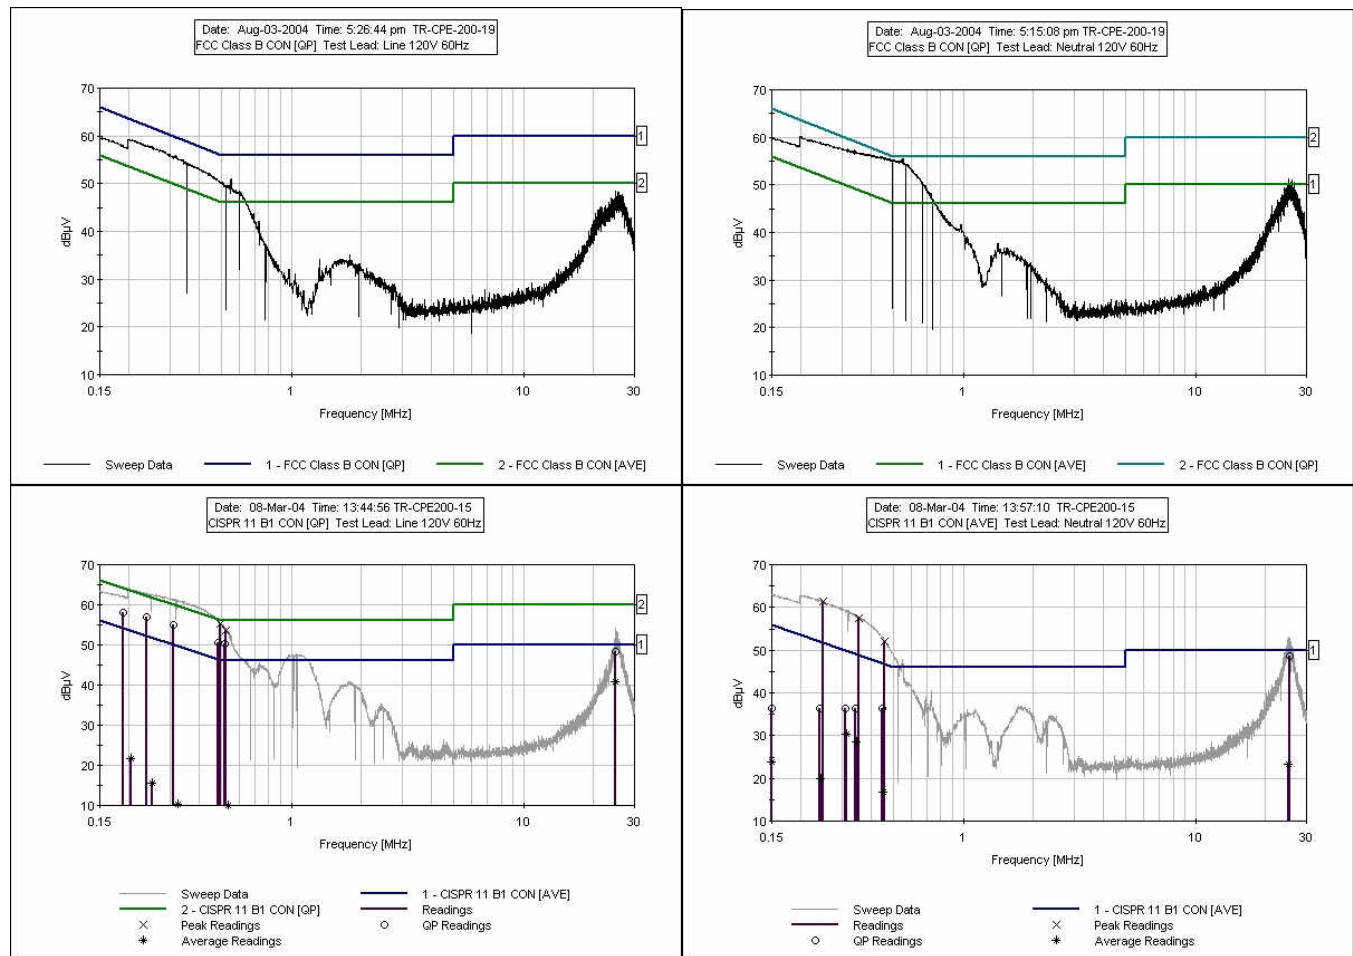 Date:  Aug-03-2004  Time: 5:26:44 pm  TR-CPE-200-19
FCC Class B CON [QP]  Test Lead: Line 120V 60Hz
70
60
50
40
30
20
10
dBµV
1
2
0.15
1
10
30
Frequency [MHz]
Sweep Data
1 - FCC Class B CON [QP]
2 - FCC Class B CON [AVE]
Date:  Aug-03-2004  Time: 5:15:08 pm TR-CPE-200-19
FCC Class B CON [QP]  Test Lead: Neutral 120V 60Hz
70
60
50
40
30
20
10
dBµV
2
1
0.15
1
10
30
Frequency [MHz]
Sweep Data
1 - FCC Class B CON [AVE]
2 - FCC Class B CON [QP]
Date:  08-Mar-04  Time: 13:44:56  TR-CPE200-15
CISPR 11 B1 CON [QP]  Test Lead: Line 120V 60Hz
70
60
50
40
30
20
10
dBµV
2
1
0.15
1
10
30
Frequency [MHz]
Sweep Data
1 - CISPR 11 B1 CON [AVE]
2 - CISPR 11 B1 CON [QP]
Readings
Peak Readings
QP Readings
Average Readings
Date:  08-Mar-04  Time: 13:57:10  TR-CPE200-15
CISPR 11 B1 CON [AVE]  Test Lead: Neutral 120V 60Hz
70
60
50
40
30
20
10
dBµV
1
0.15
1
10
30
Frequency [MHz]
Sweep Data
1 - CISPR 11 B1 CON [AVE]
Readings
Peak Readings
QP Readings
Average Readings